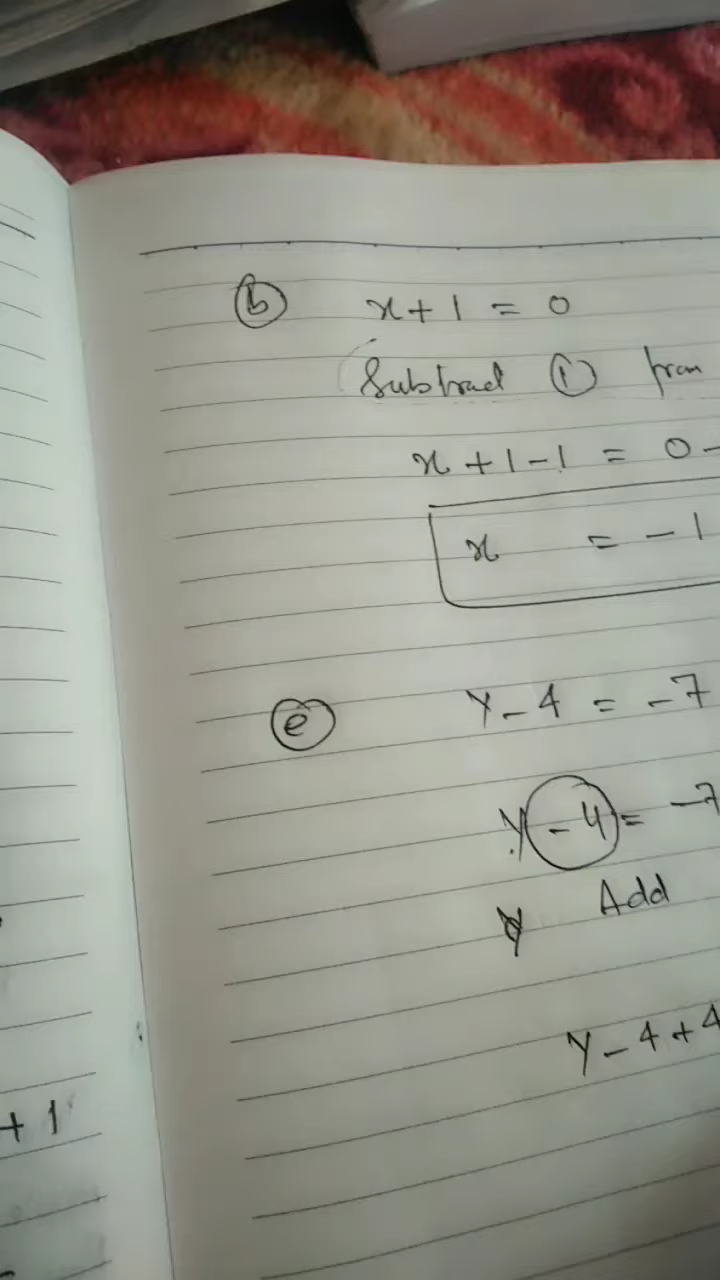 (b) x + 1 = 0
Subtract (1) from
x + 1 - 1 = 0 -
x = - 1
(e) y - 4 = - 7
y - 4 = - 7
y Add
y - 4 + 4
+ 1